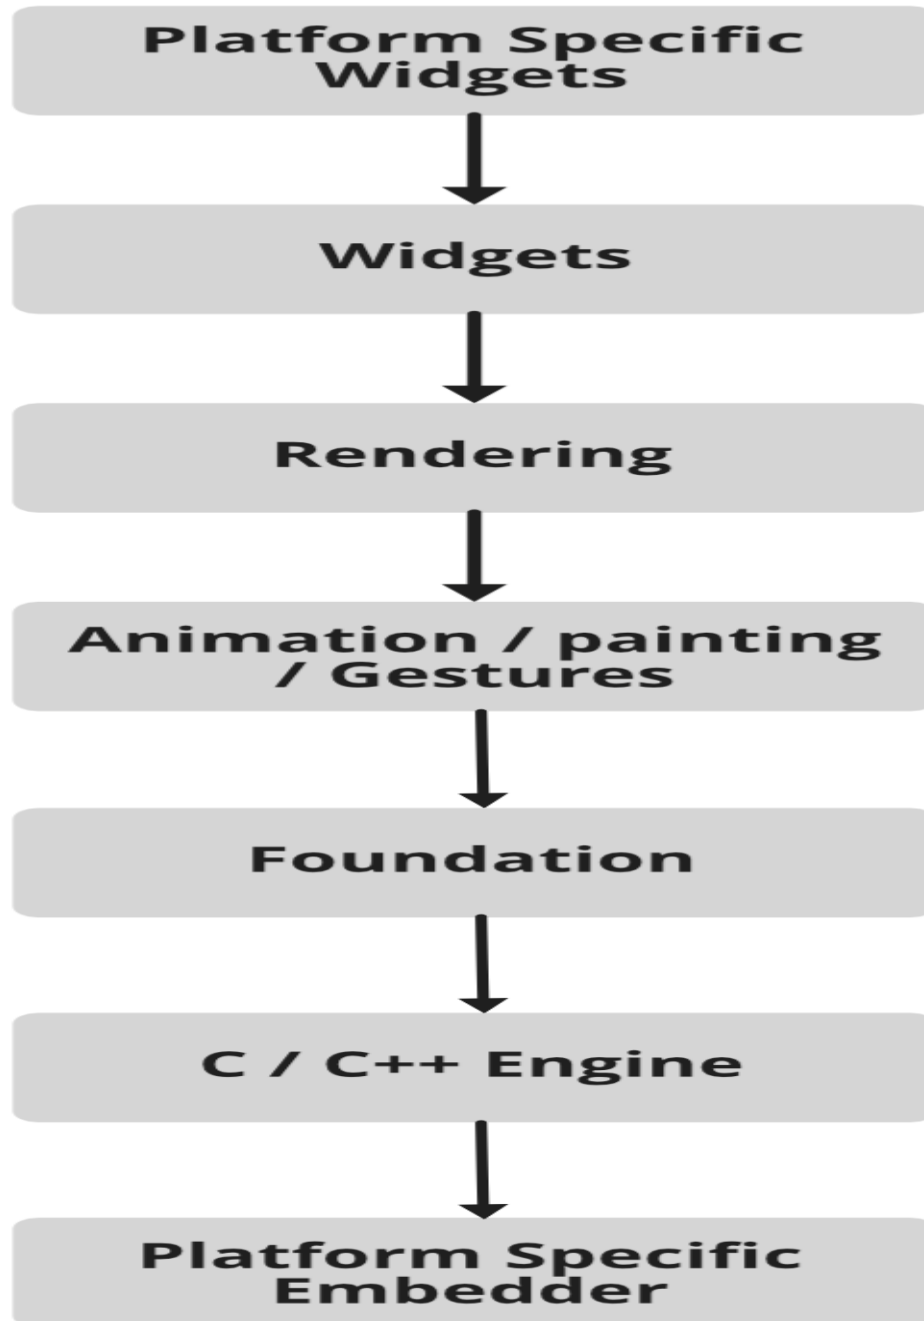 Platform Specific
Widgets
Widgets
Rendering
Animation / painting
/ Gestures
Foundation
C / C++ Engine
Platform Specific
Embedder